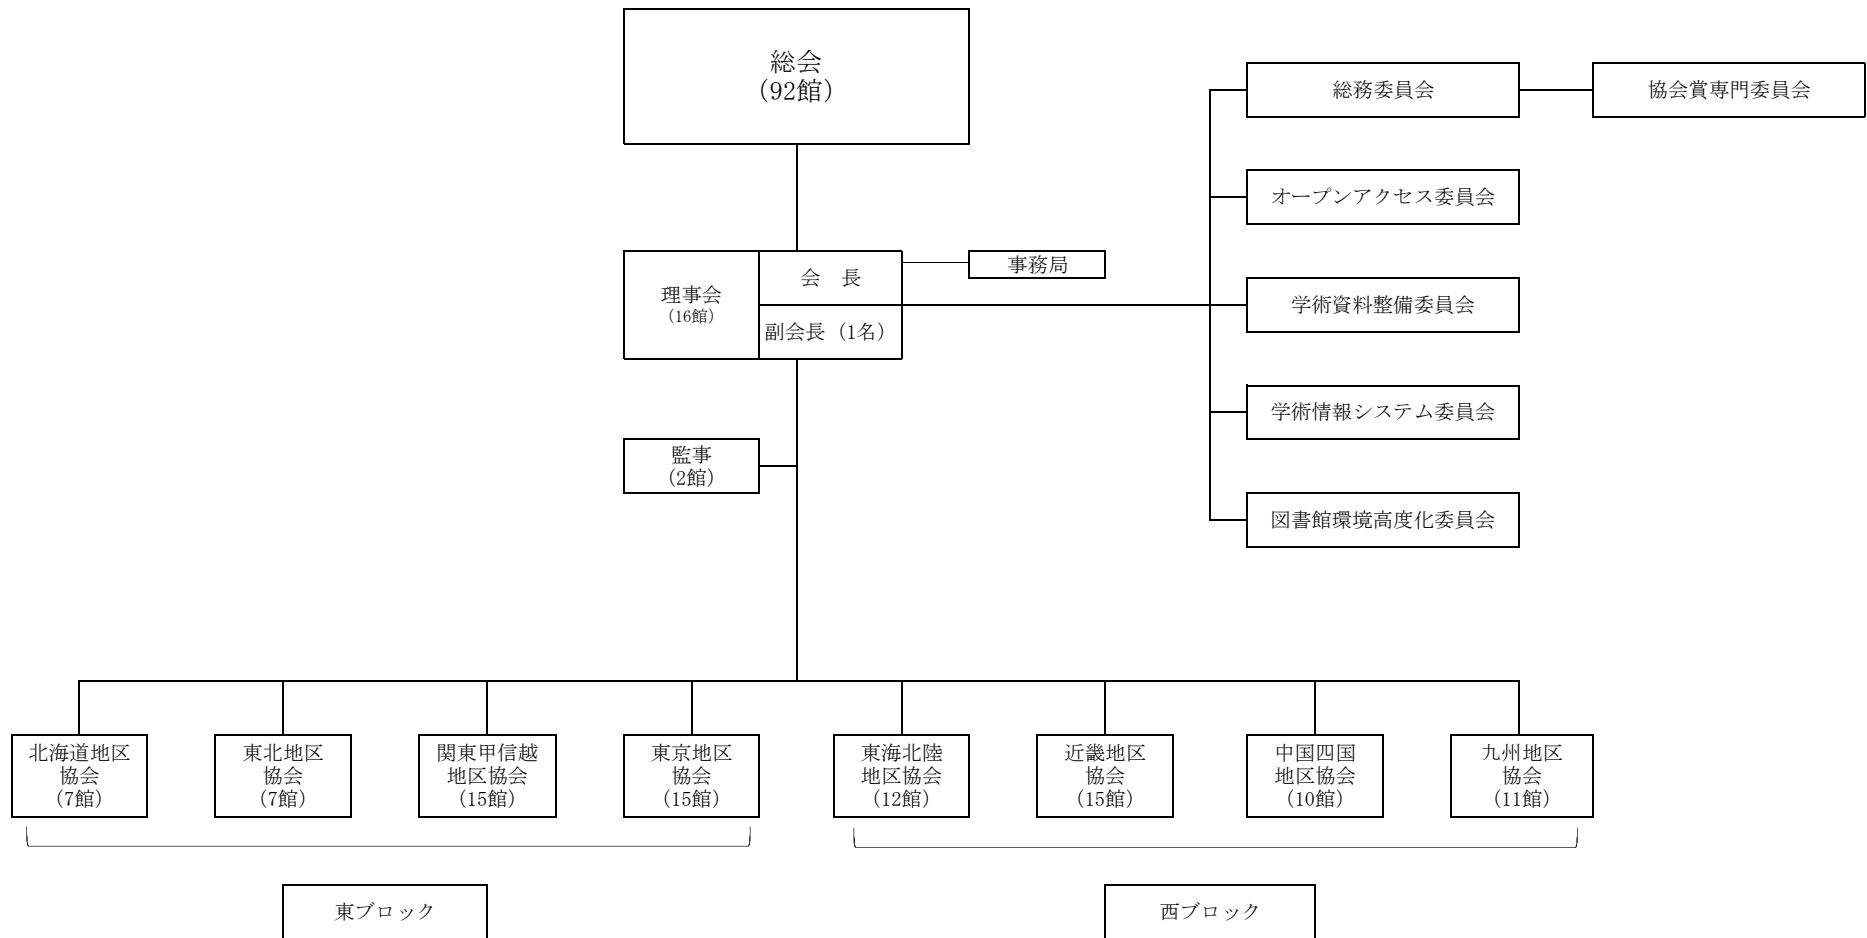 総会
（92館）
総務委員会
協会賞専門委員会
オープンアクセス委員会
理事会
（16館）
会　長
副会長（1名）
事務局
学術資料整備委員会
学術情報システム委員会
監事
（2館）
図書館環境高度化委員会
北海道地区
協会
（7館）
東北地区
協会
（7館）
関東甲信越
地区協会
（15館）
東京地区
協会
（15館）
東海北陸
地区協会
（12館）
近畿地区
協会
（15館）
中国四国
地区協会
（10館）
九州地区
協会
（11館）
東ブロック
西ブロック